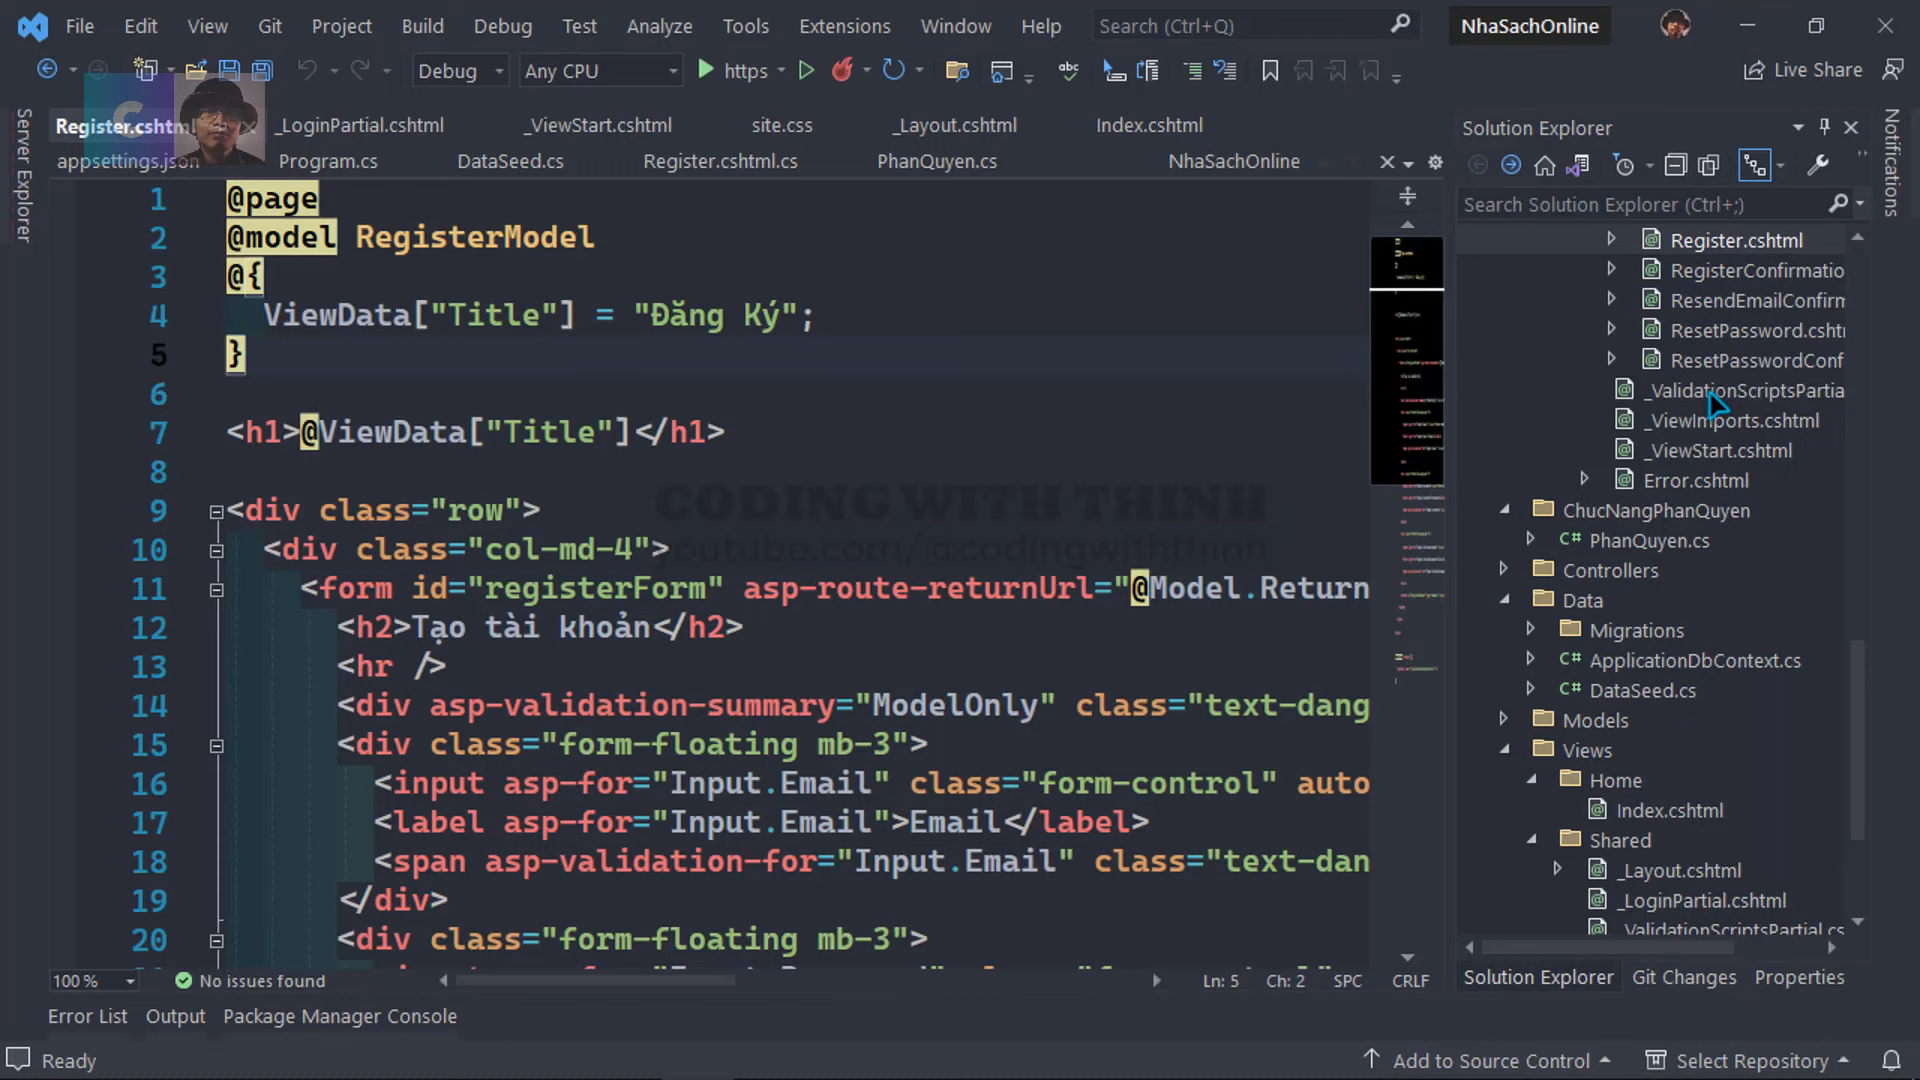 File Edit View Git Project Build Debug Test Analyze Tools Extensions Window Help Search (Ctrl+Q) NhaSachOnline
Debug Any CPU https Live Share
Server Explorer
Register.cshtml _LoginPartial.cshtml _ViewStart.cshtml site.css _Layout.cshtml Index.cshtml
appsettings.json Program.cs DataSeed.cs Register.cshtml.cs PhanQuyen.cs NhaSachOnline
1 @page
2 @model RegisterModel
3 @{
4 ViewData["Title"] = "Đăng Ký";
5 }
6
7 <h1>@ViewData["Title"]</h1>
8
9 <div class="row">
10 <div class="col-md-4">
11 <form id="registerForm" asp-route-returnUrl="@Model.Return
12 <h2>Tạo tài khoản</h2>
13 <hr />
14 <div asp-validation-summary="ModelOnly" class="text-dang
15 <div class="form-floating mb-3">
16 <input asp-for="Input.Email" class="form-control" auto
17 <label asp-for="Input.Email">Email</label>
18 <span asp-validation-for="Input.Email" class="text-dan
19 </div>
20 <div class="form-floating mb-3">
CODING WITH THINH
youtube.com/@codingwiththinh
100 % No issues found Ln: 5 Ch: 2 SPC CRLF
Solution Explorer
Search Solution Explorer (Ctrl+;)
Register.cshtml
RegisterConfirmatio
ResendEmailConfirm
ResetPassword.csht
ResetPasswordConf
_ValidationScriptsPartia
_ViewImports.cshtml
_ViewStart.cshtml
Error.cshtml
ChucNangPhanQuyen
C# PhanQuyen.cs
Controllers
Data
Migrations
C# ApplicationDbContext.cs
C# DataSeed.cs
Models
Views
Home
Index.cshtml
Shared
_Layout.cshtml
_LoginPartial.cshtml
_ValidationScriptsPartial.cs
Solution Explorer Git Changes Properties
Notifications
Error List Output Package Manager Console
Ready Add to Source Control Select Repository